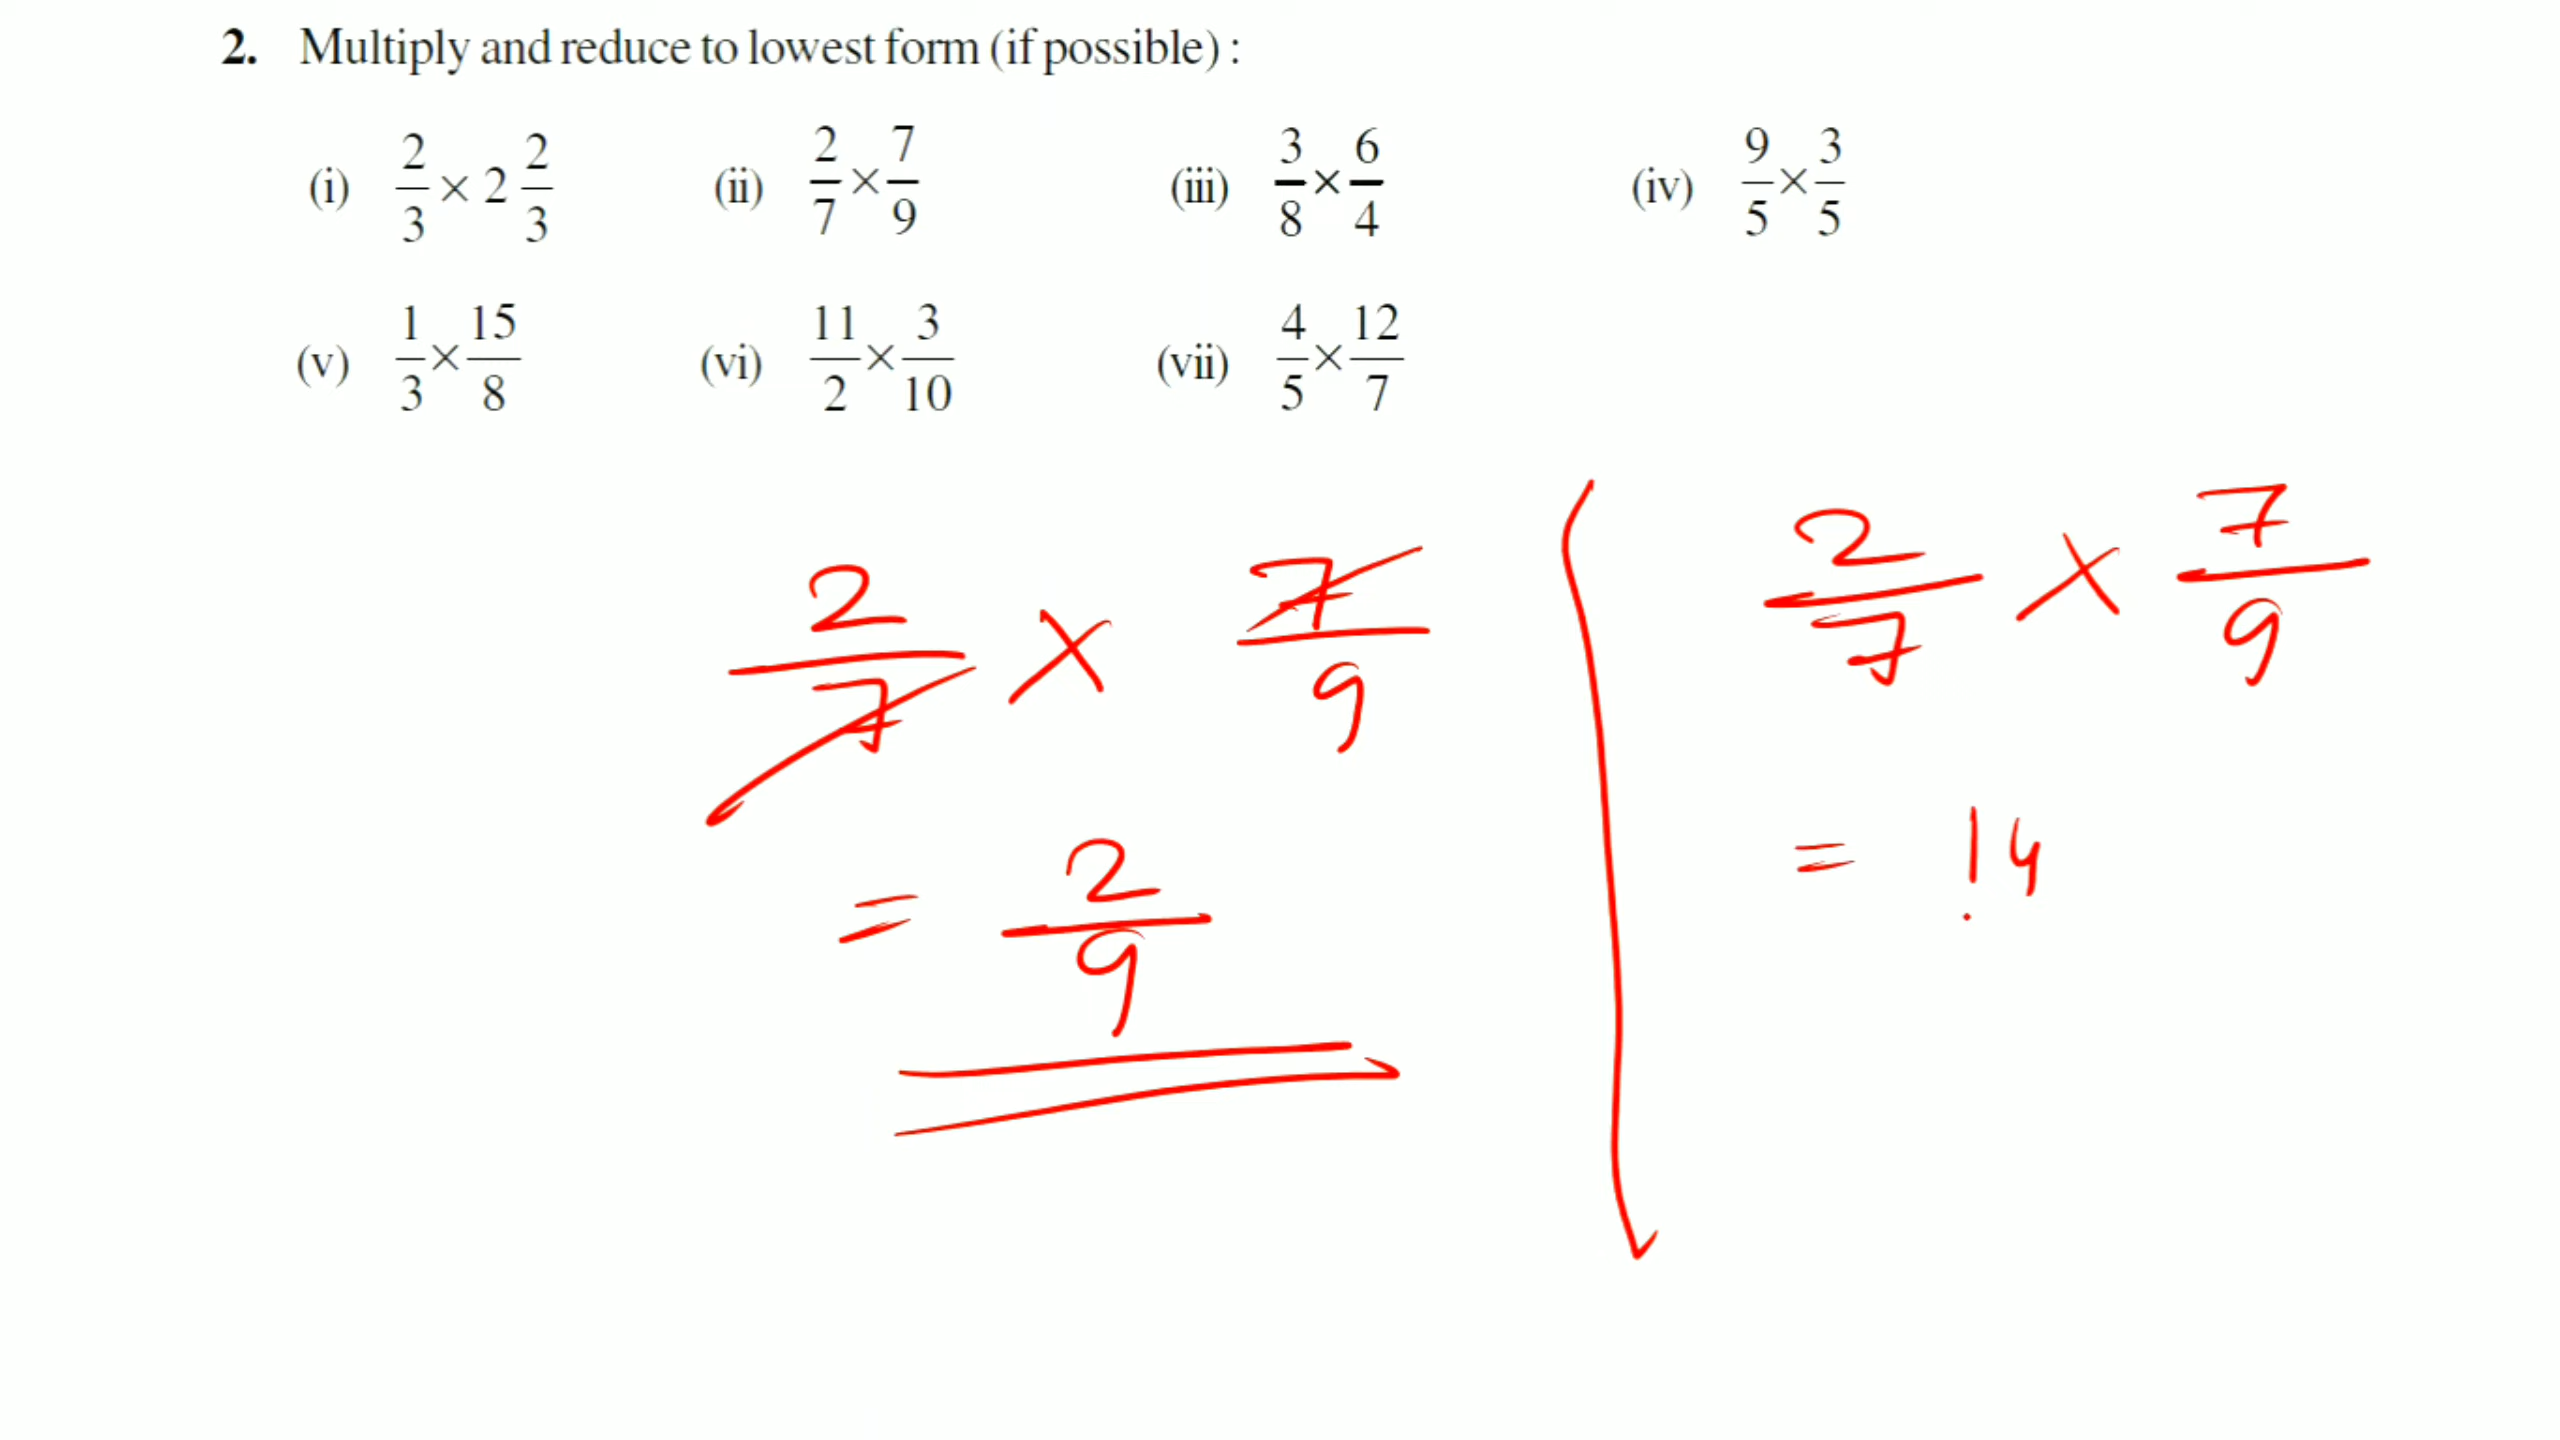 2. Multiply and reduce to lowest form (if possible) :
(i) 2/3 × 2 2/3 (ii) 2/7 × 7/9 (iii) 3/8 × 6/4 (iv) 9/5 × 3/5
(v) 1/3 × 15/8 (vi) 11/2 × 3/10 (vii) 4/5 × 12/7
2/7 × 7/9
= 2/9
2/7 × 7/9
= 14